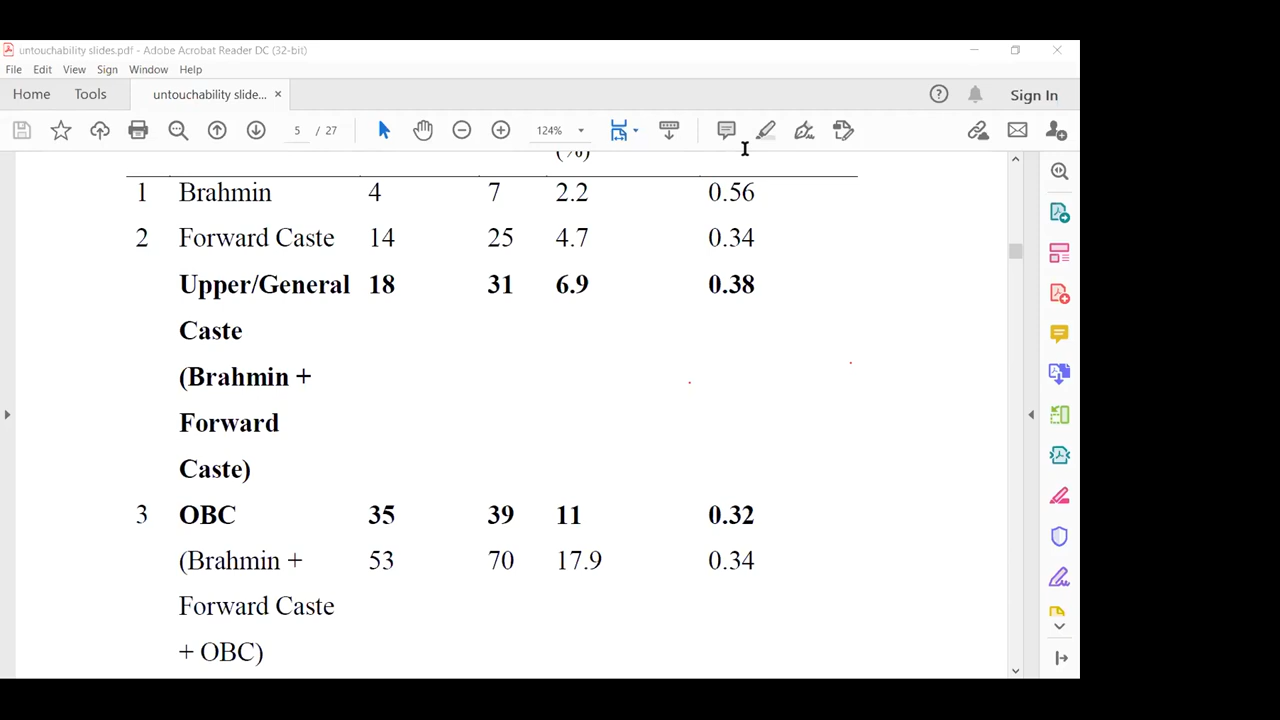 untouchability slides.pdf - Adobe Acrobat Reader DC (32-bit)
File Edit View Sign Window Help
Home Tools untouchability slide... × Sign In
5 / 27 124%
(%)
1 Brahmin 4 7 2.2 0.56
2 Forward Caste 14 25 4.7 0.34
Upper/General 18 31 6.9 0.38
Caste
(Brahmin +
Forward
Caste)
3 OBC 35 39 11 0.32
(Brahmin + 53 70 17.9 0.34
Forward Caste
+ OBC)